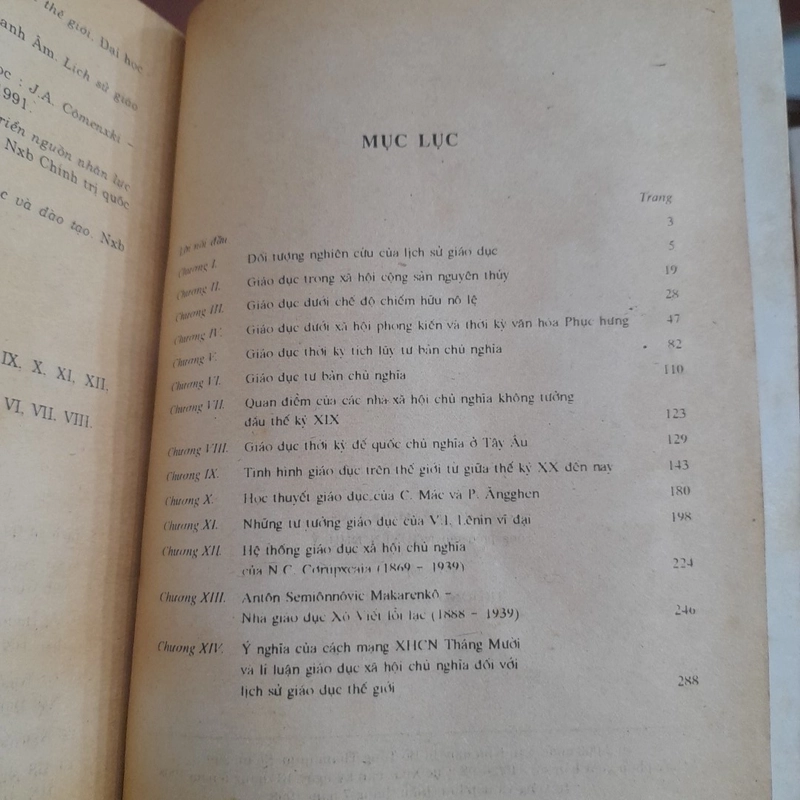 thế giới. Đại học
anh Âm. Lịch sử giáo
ọc : J.A. Cômenxki –
1991.
riển nguồn nhân lực
Nxb Chính trị quốc
c và đào tạo. Nxb
IX, X, XI, XII,
VI, VII. VIII.
MỤC LỤC
Trang
Lời nói đầu 3
Chương I. Đối tượng nghiên cứu của lịch sử giáo dục 5
Chương II. Giáo dục trong xã hội cộng sản nguyên thủy 19
Chương III. Giáo dục dưới chế độ chiếm hữu nô lệ 28
Chương IV. Giáo dục dưới xã hội phong kiến và thời kỳ văn hóa Phục hưng 47
Chương V. Giáo dục thời kỳ tích lũy tư bản chủ nghĩa 82
Chương VI. Giáo dục tư bản chủ nghĩa 110
Chương VII. Quan điểm của các nhà xã hội chủ nghĩa không tưởng
đầu thế kỷ XIX 123
Chương VIII. Giáo dục thời kỳ đế quốc chủ nghĩa ở Tây Âu 129
Chương IX. Tình hình giáo dục trên thế giới từ giữa thế kỷ XX đến nay 143
Chương X. Học thuyết giáo dục của C. Mác và P. Ăngghen 180
Chương XI. Những tư tưởng giáo dục của V.I. Lênin vĩ đại 198
Chương XII. Hệ thống giáo dục xã hội chủ nghĩa
của N.C. (1869 – 1939) 224
Chương XIII. Antôn Semiônnôvic Makarenkô –
Nhà giáo dục Xô Viết lỗi lạc (1888 – 1939) 246
Chương XIV. Ý nghĩa của cách mạng XHCN Tháng Mười
và lí luận giáo dục xã hội chủ nghĩa đối với
lịch sử giáo dục thế giới 288